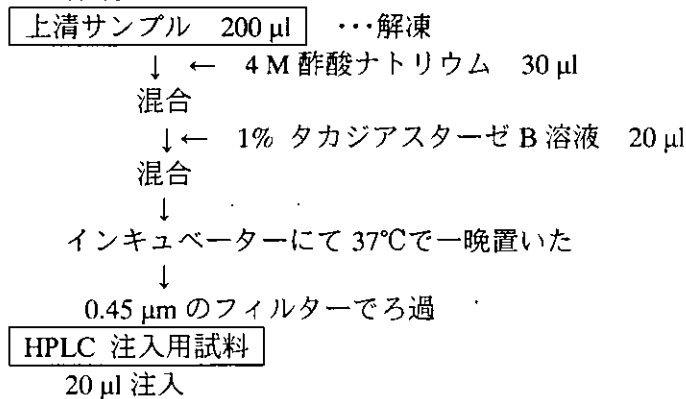 上清サンプル 200 μl …解凍
↓ ← 4 M 酢酸ナトリウム 30 μl
混合
↓← 1% タカジアスターゼ B 溶液 20 μl
混合
↓
インキュベーターにて 37℃で一晩置いた
↓
0.45 μm のフィルターでろ過
HPLC 注入用試料
20 μl 注入